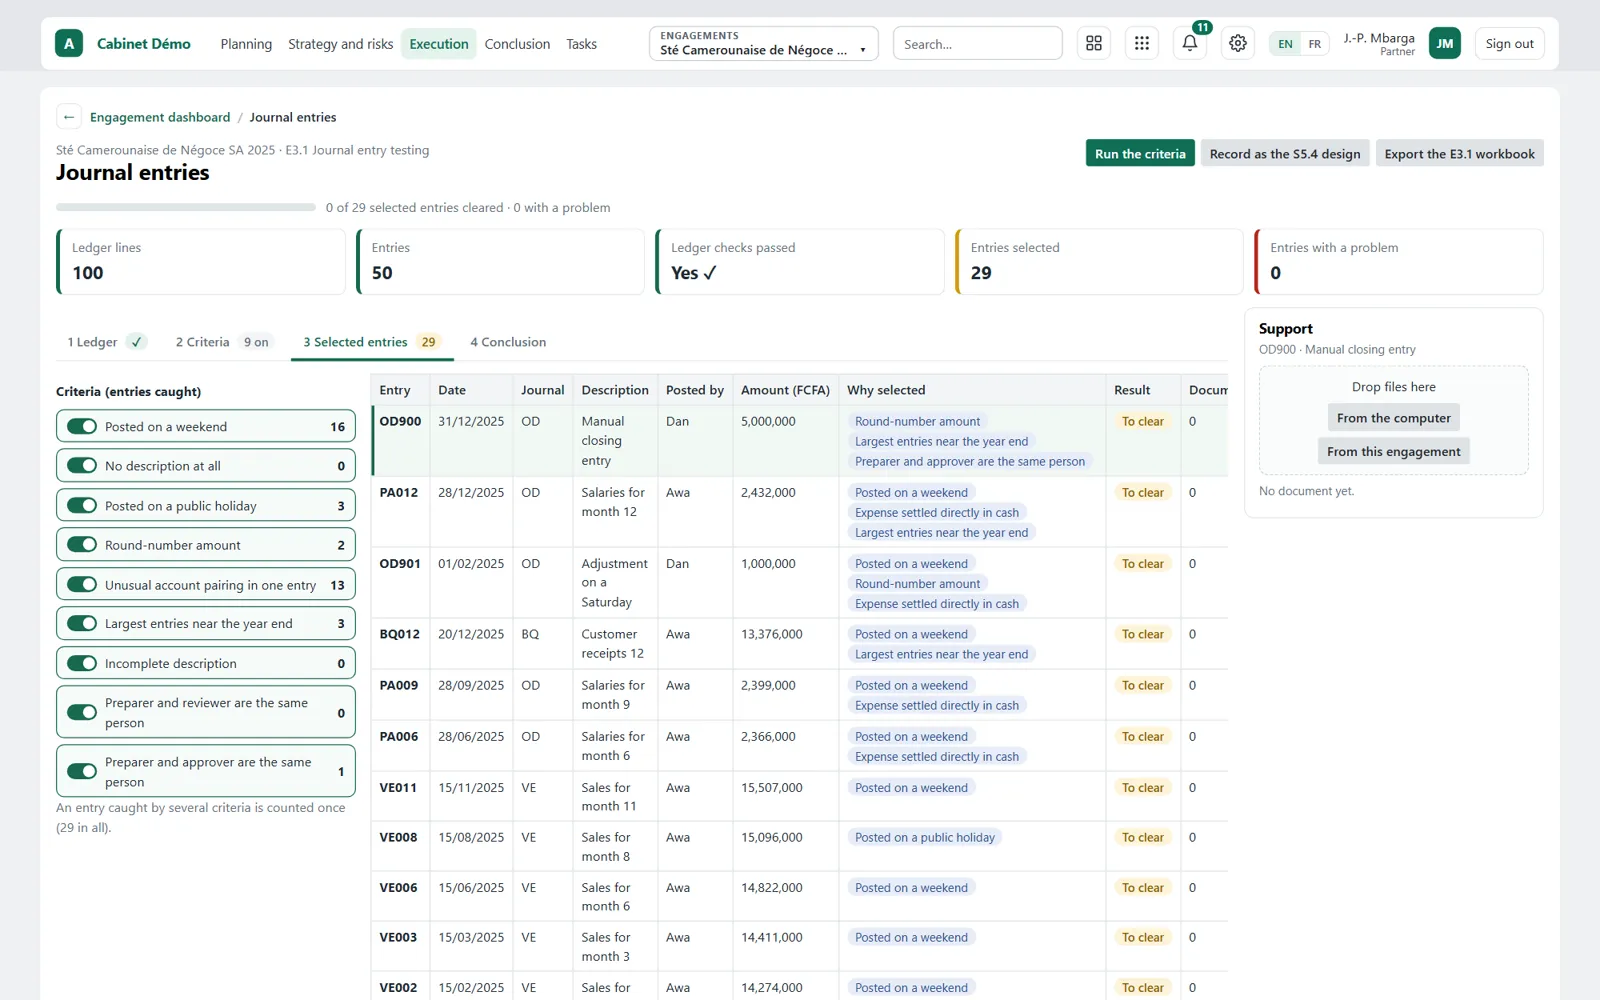 A
Cabinet Démo
Planning
Strategy and risks
Execution
Conclusion
Tasks
ENGAGEMENTS
Sté Camerounaise de Négoce ...
Search...
11
EN
FR
J.-P. Mbarga
Partner
JM
Sign out
← Engagement dashboard / Journal entries
Sté Camerounaise de Négoce SA 2025 · E3.1 Journal entry testing
Journal entries
Run the criteria
Record as the S5.4 design
Export the E3.1 workbook
0 of 29 selected entries cleared · 0 with a problem
Ledger lines
100
Entries
50
Ledger checks passed
Yes ✓
Entries selected
29
Entries with a problem
0
1 Ledger ✓
2 Criteria 9 on
3 Selected entries 29
4 Conclusion
Criteria (entries caught)
Posted on a weekend 16
No description at all 0
Posted on a public holiday 3
Round-number amount 2
Unusual account pairing in one entry 13
Largest entries near the year end 3
Incomplete description 0
Preparer and reviewer are the same
person 0
Preparer and approver are the same
person 1
An entry caught by several criteria is counted once
(29 in all).
Entry Date Journal Description Posted by Amount (FCFA) Why selected Result Docum
OD900 31/12/2025 OD Manual closing entry Dan 5,000,000 Round-number amount Largest entries near the year end Preparer and approver are the same person To clear 0
PA012 28/12/2025 OD Salaries for month 12 Awa 2,432,000 Posted on a weekend Expense settled directly in cash Largest entries near the year end To clear 0
OD901 01/02/2025 OD Adjustment on a Saturday Dan 1,000,000 Posted on a weekend Round-number amount Expense settled directly in cash To clear 0
BQ012 20/12/2025 BQ Customer receipts 12 Awa 13,376,000 Posted on a weekend Largest entries near the year end To clear 0
PA009 28/09/2025 OD Salaries for month 9 Awa 2,399,000 Posted on a weekend Expense settled directly in cash To clear 0
PA006 28/06/2025 OD Salaries for month 6 Awa 2,366,000 Posted on a weekend Expense settled directly in cash To clear 0
VE011 15/11/2025 VE Sales for month 11 Awa 15,507,000 Posted on a weekend To clear 0
VE008 15/08/2025 VE Sales for month 8 Awa 15,096,000 Posted on a public holiday To clear 0
VE006 15/06/2025 VE Sales for month 6 Awa 14,822,000 Posted on a weekend To clear 0
VE003 15/03/2025 VE Sales for month 3 Awa 14,411,000 Posted on a weekend To clear 0
VE002 15/02/2025 VE Sales for Awa 14,274,000 Posted on a weekend To clear 0
Support
OD900 · Manual closing entry
Drop files here
From the computer
From this engagement
No document yet.